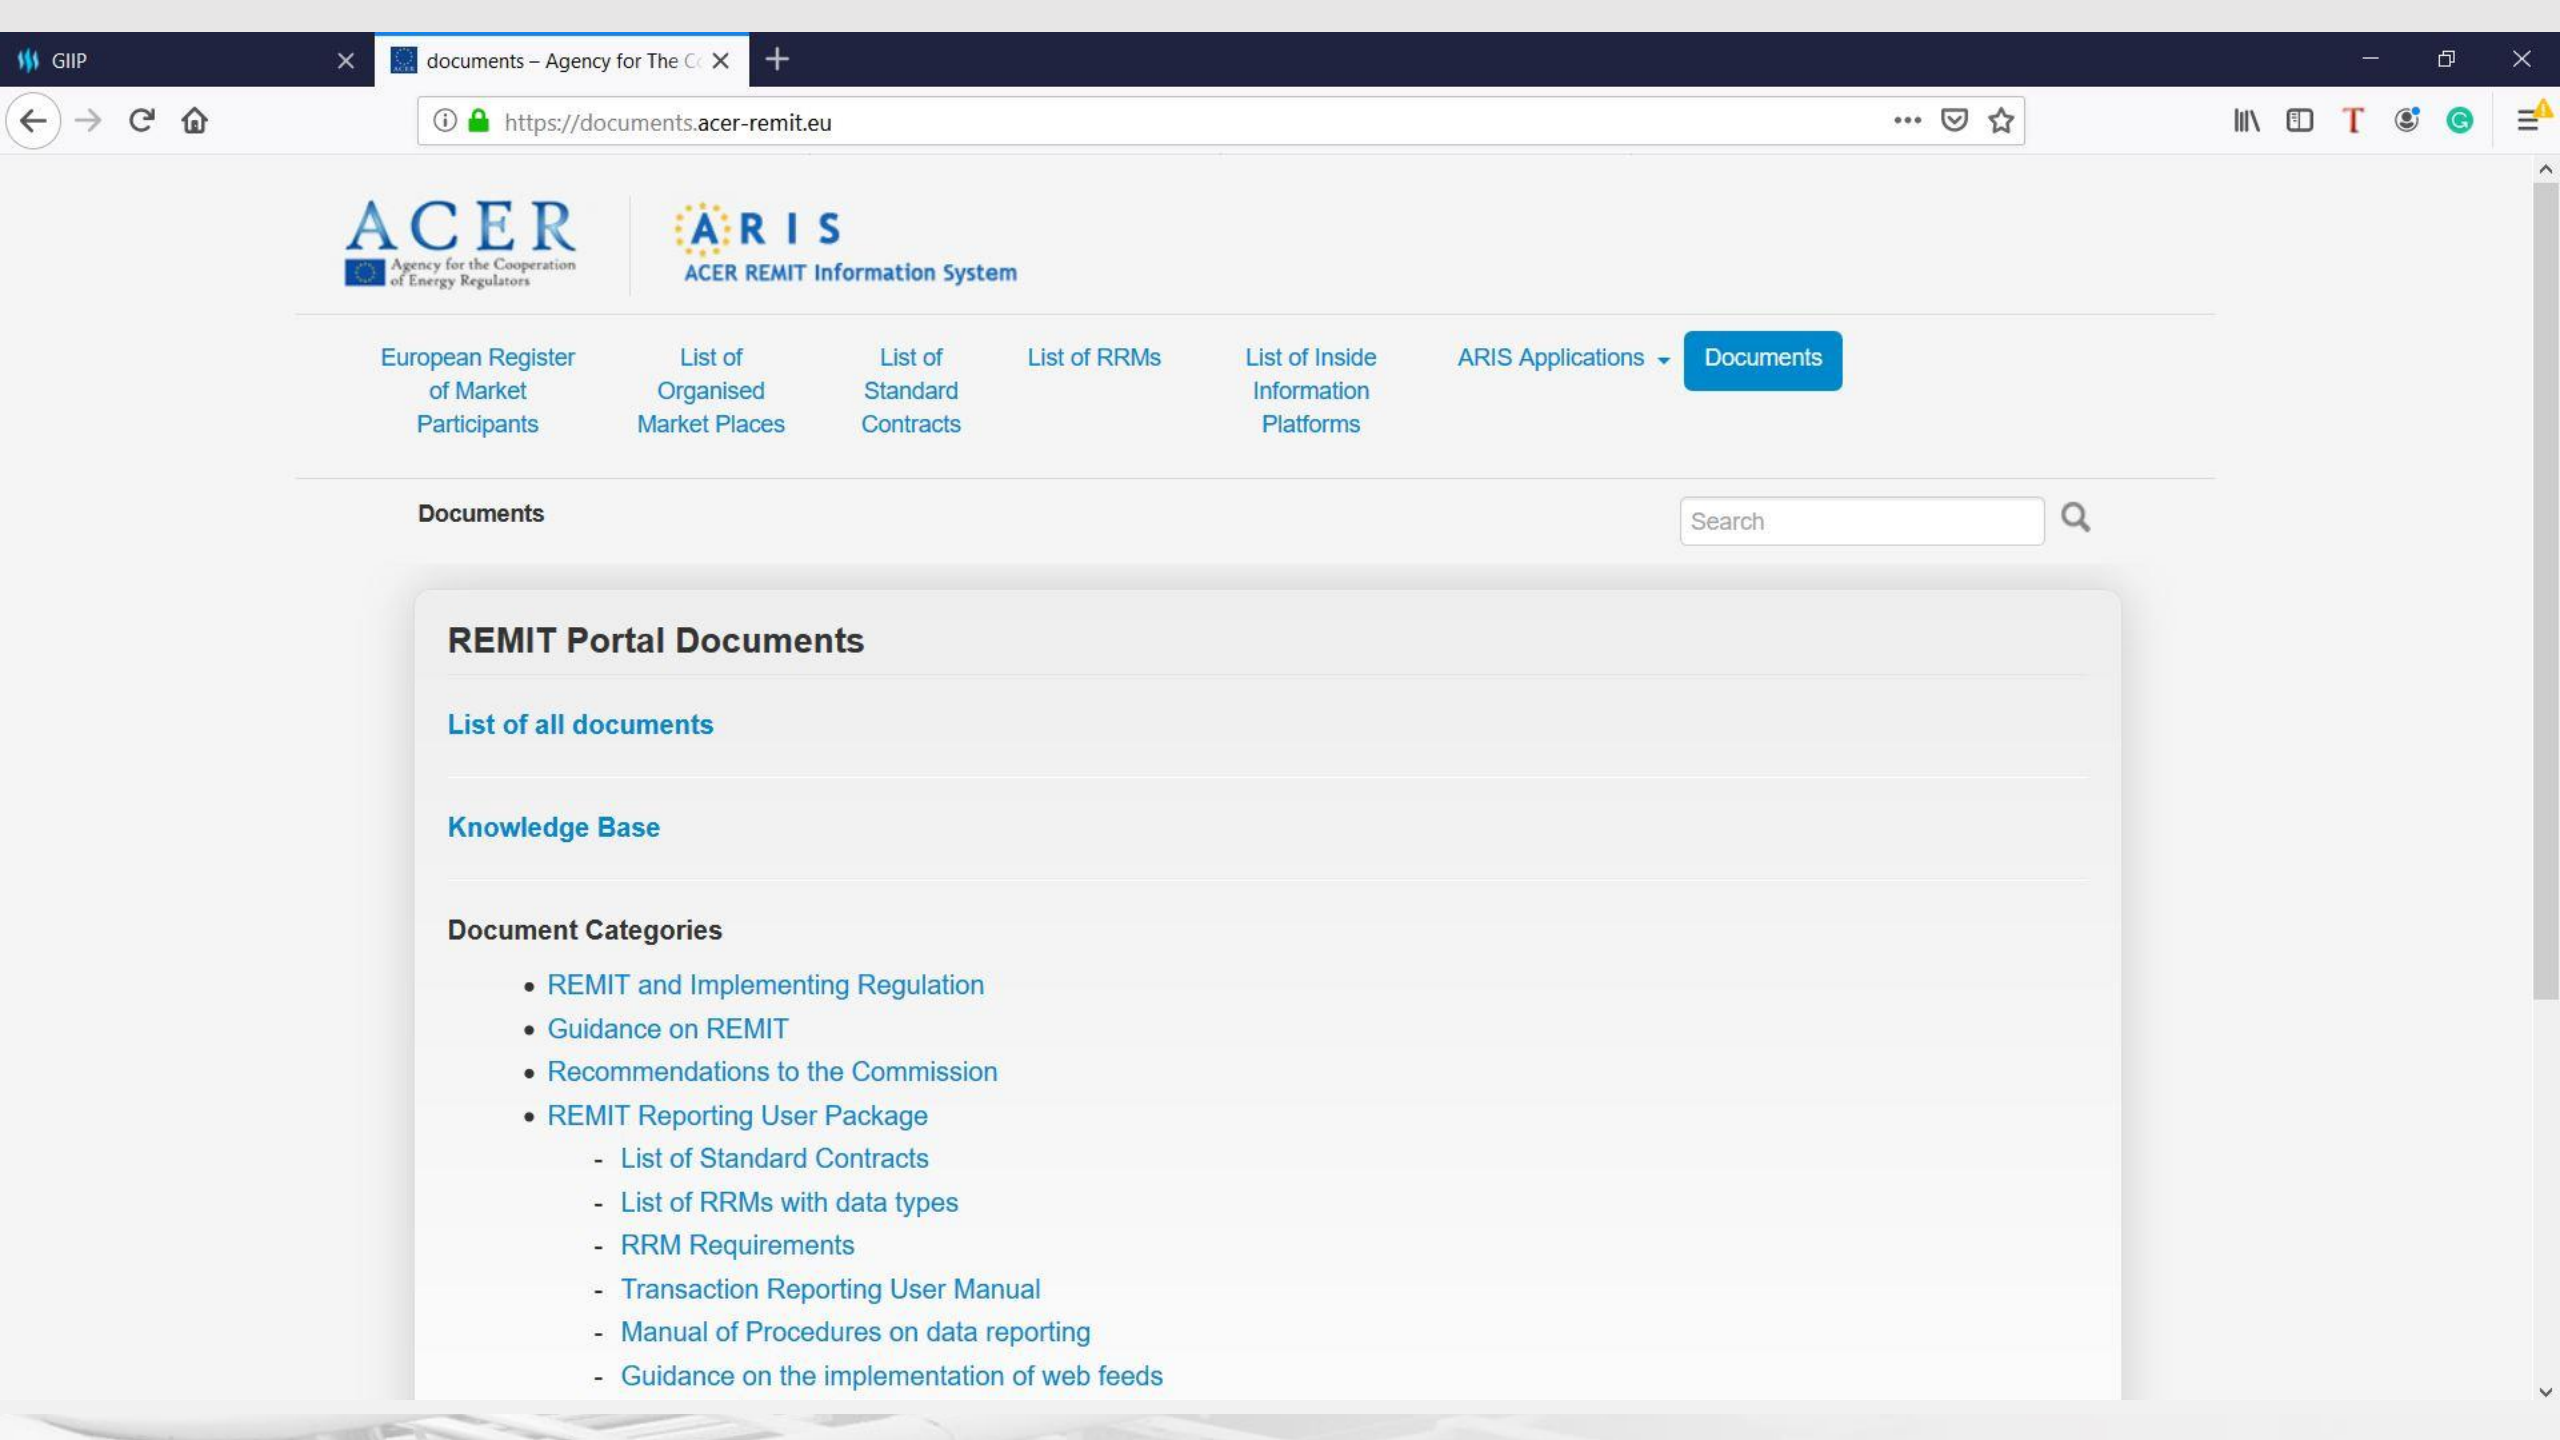 GIIP
documents – Agency for The Co
https://documents.acer-remit.eu
ACER
Agency for the Cooperation
of Energy Regulators
ARIS
ACER REMIT Information System
European Register
of Market
Participants
List of
Organised
Market Places
List of
Standard
Contracts
List of RRMs
List of Inside
Information
Platforms
ARIS Applications
Documents
Documents
Search
REMIT Portal Documents
List of all documents
Knowledge Base
Document Categories
• REMIT and Implementing Regulation
• Guidance on REMIT
• Recommendations to the Commission
• REMIT Reporting User Package
- List of Standard Contracts
- List of RRMs with data types
- RRM Requirements
- Transaction Reporting User Manual
- Manual of Procedures on data reporting
- Guidance on the implementation of web feeds